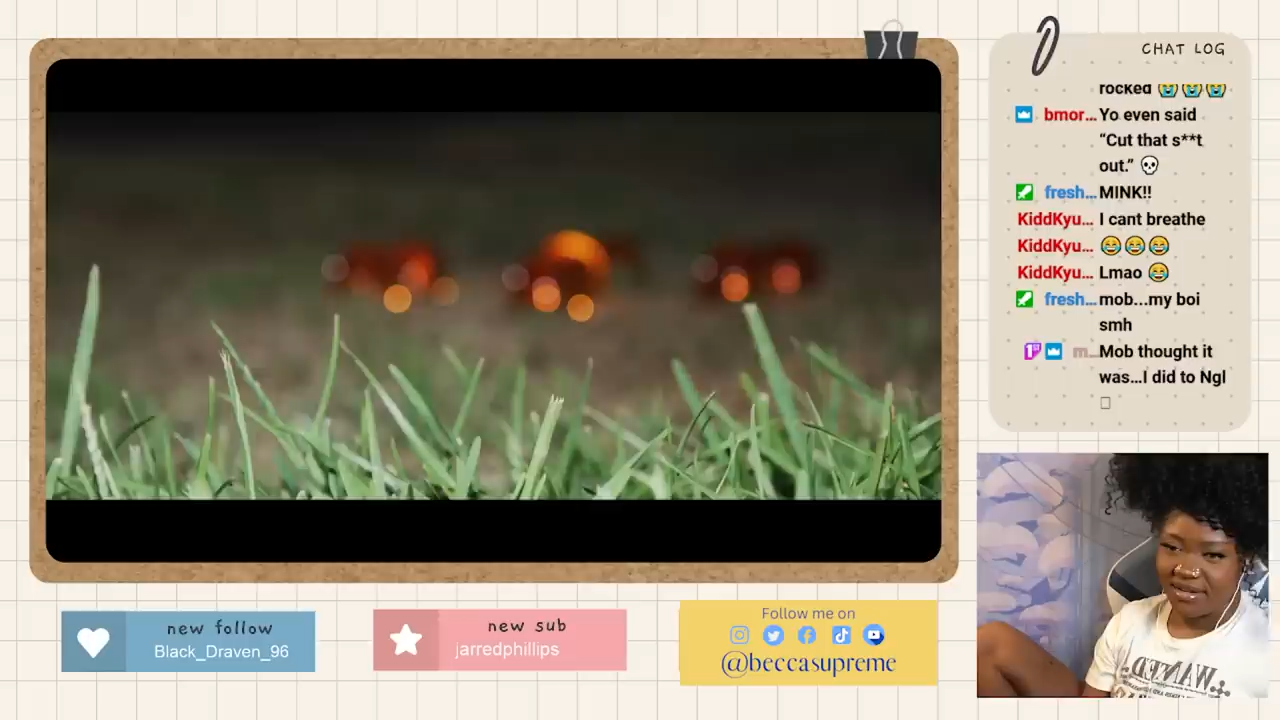 CHAT LOG
rocked 😭😭😭
bmor… Yo even said
“Cut that s**t
out.” 💀
fresh… MINK!!
KiddKyu… I cant breathe
KiddKyu… 😂😂😂
KiddKyu… Lmao 😂
fresh… mob...my boi
smh
m… Mob thought it
was…I did to Ngl
new follow
Black_Draven_96
new sub
jarredphillips
Follow me on
@beccasupreme
WANTED